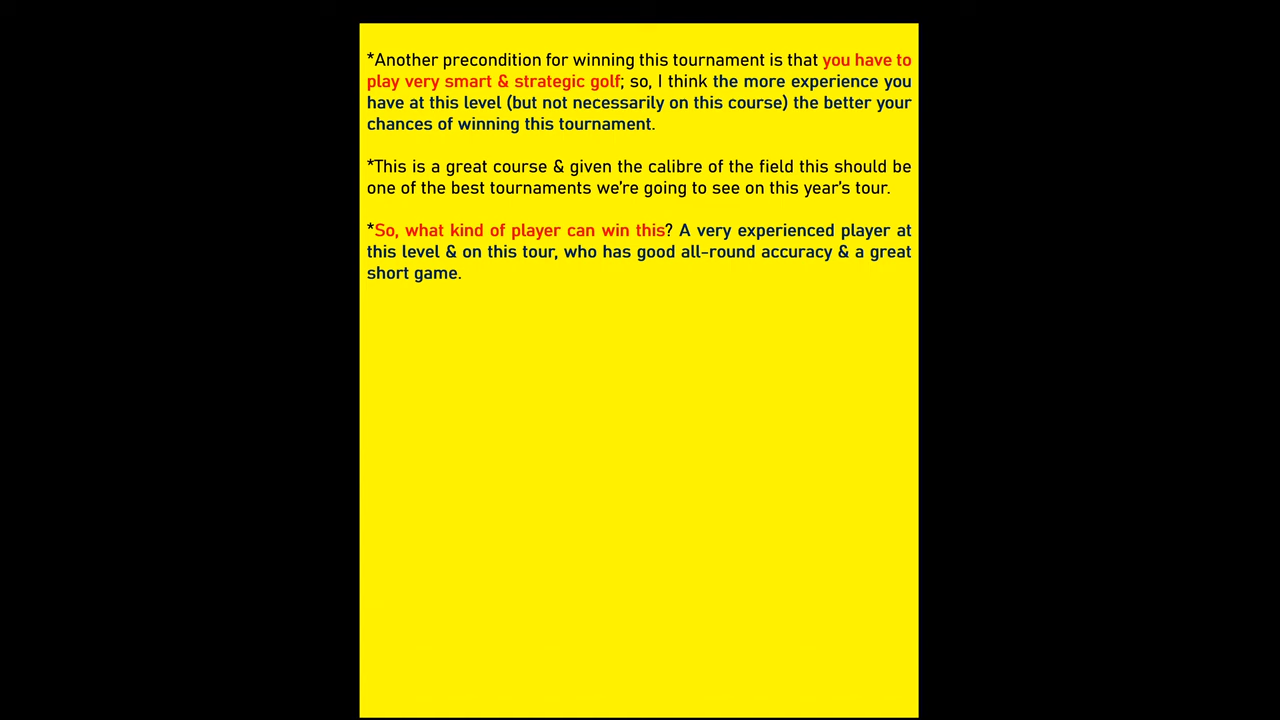 *Another precondition for winning this tournament is that you have to
play very smart & strategic golf; so, I think the more experience you
have at this level (but not necessarily on this course) the better your
chances of winning this tournament.
*This is a great course & given the calibre of the field this should be
one of the best tournaments we're going to see on this year's tour.
*So, what kind of player can win this? A very experienced player at
this level & on this tour, who has good all-round accuracy & a great
short game.